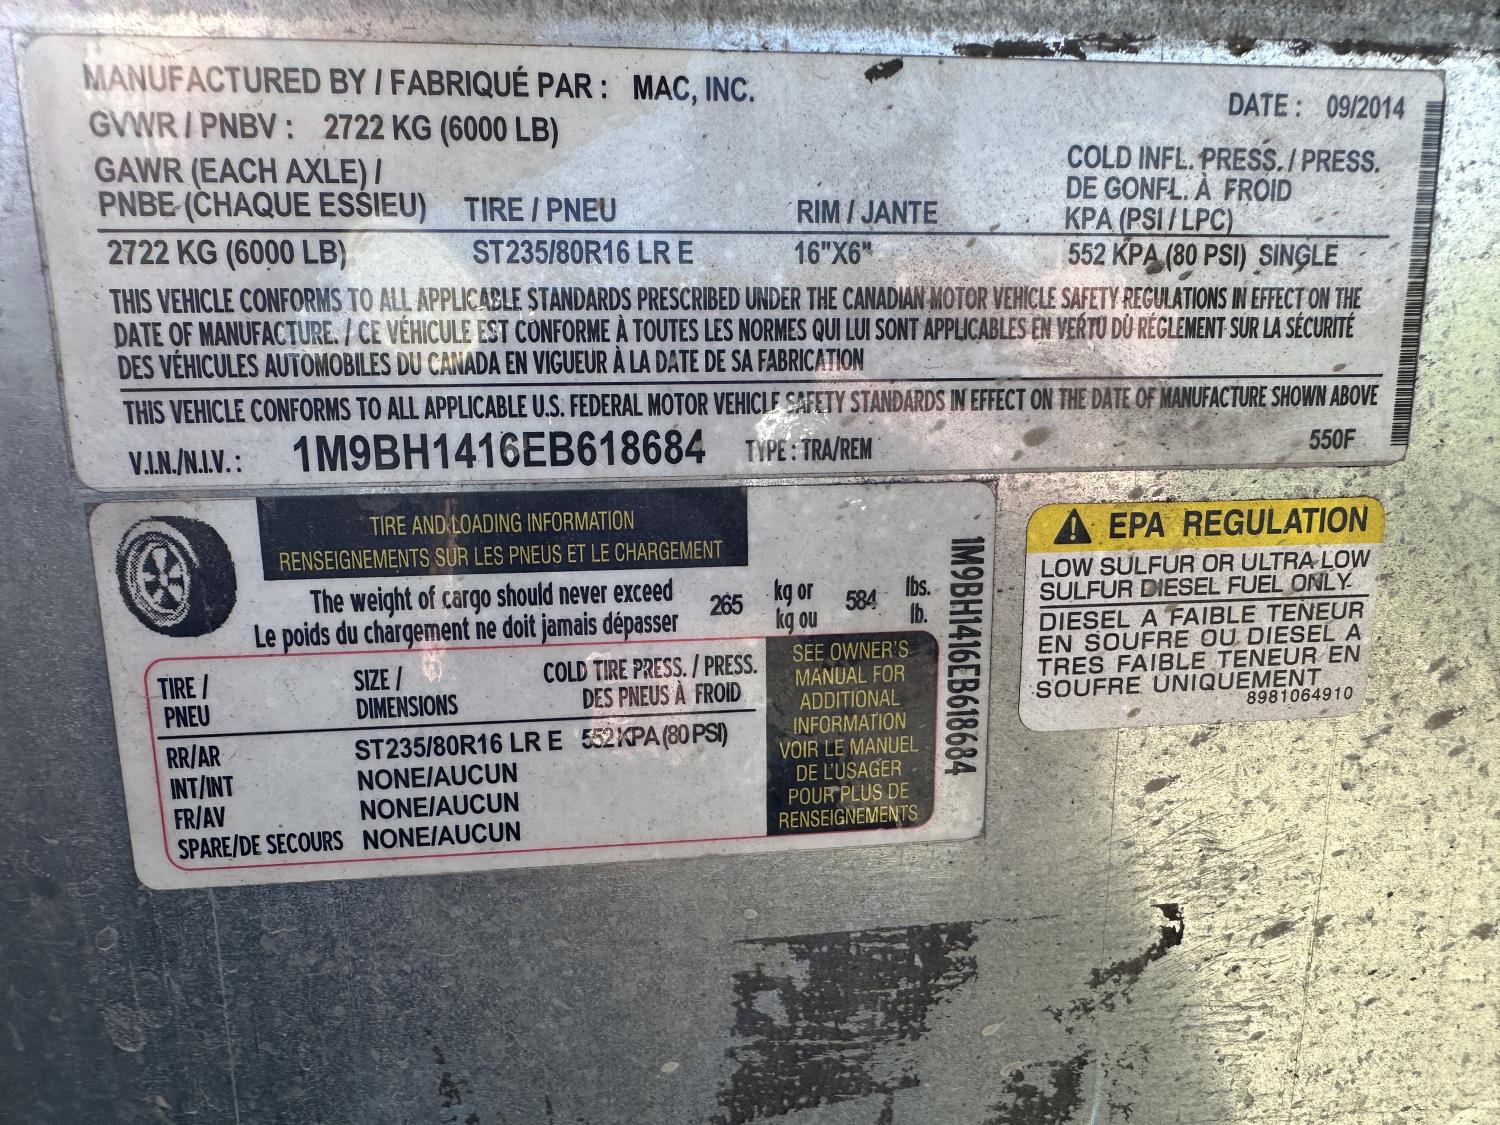 MANUFACTURED BY / FABRIQUÉ PAR : MAC, INC.
DATE : 09/2014
GVWR / PNBV : 2722 KG (6000 LB)
GAWR (EACH AXLE) /
PNBE (CHAQUE ESSIEU) TIRE / PNEU RIM / JANTE
COLD INFL. PRESS. / PRESS.
DE GONFL. À FROID
KPA (PSI / LPC)
2722 KG (6000 LB) ST235/80R16 LR E 16"X6" 552 KPA (80 PSI) SINGLE
THIS VEHICLE CONFORMS TO ALL APPLICABLE STANDARDS PRESCRIBED UNDER THE CANADIAN MOTOR VEHICLE SAFETY REGULATIONS IN EFFECT ON THE
DATE OF MANUFACTURE. / CE VÉHICULE EST CONFORME À TOUTES LES NORMES QUI LUI SONT APPLICABLES EN VERTU DU RÉGLEMENT SUR LA SÉCURITÉ
DES VÉHICULES AUTOMOBILES DU CANADA EN VIGUEUR À LA DATE DE SA FABRICATION
THIS VEHICLE CONFORMS TO ALL APPLICABLE U.S. FEDERAL MOTOR VEHICLE SAFETY STANDARDS IN EFFECT ON THE DATE OF MANUFACTURE SHOWN ABOVE
V.I.N./N.I.V. : 1M9BH1416EB618684 TYPE : TRA/REM 550F
TIRE AND LOADING INFORMATION
RENSEIGNEMENTS SUR LES PNEUS ET LE CHARGEMENT
The weight of cargo should never exceed 265 kg or 584 lbs.
Le poids du chargement ne doit jamais dépasser kg ou lb.
TIRE / SIZE / COLD TIRE PRESS. / PRESS.
PNEU DIMENSIONS DES PNEUS À FROID
RR/AR ST235/80R16 LR E 552 KPA (80 PSI)
INT/INT NONE/AUCUN
FR/AV NONE/AUCUN
SPARE/DE SECOURS NONE/AUCUN
SEE OWNER'S
MANUAL FOR
ADDITIONAL
INFORMATION
VOIR LE MANUEL
DE L'USAGER
POUR PLUS DE
RENSEIGNEMENTS
1M9BH1416EB618684
EPA REGULATION
LOW SULFUR OR ULTRA LOW
SULFUR DIESEL FUEL ONLY.
DIESEL A FAIBLE TENEUR
EN SOUFRE OU DIESEL A
TRES FAIBLE TENEUR EN
SOUFRE UNIQUEMENT
8981064910